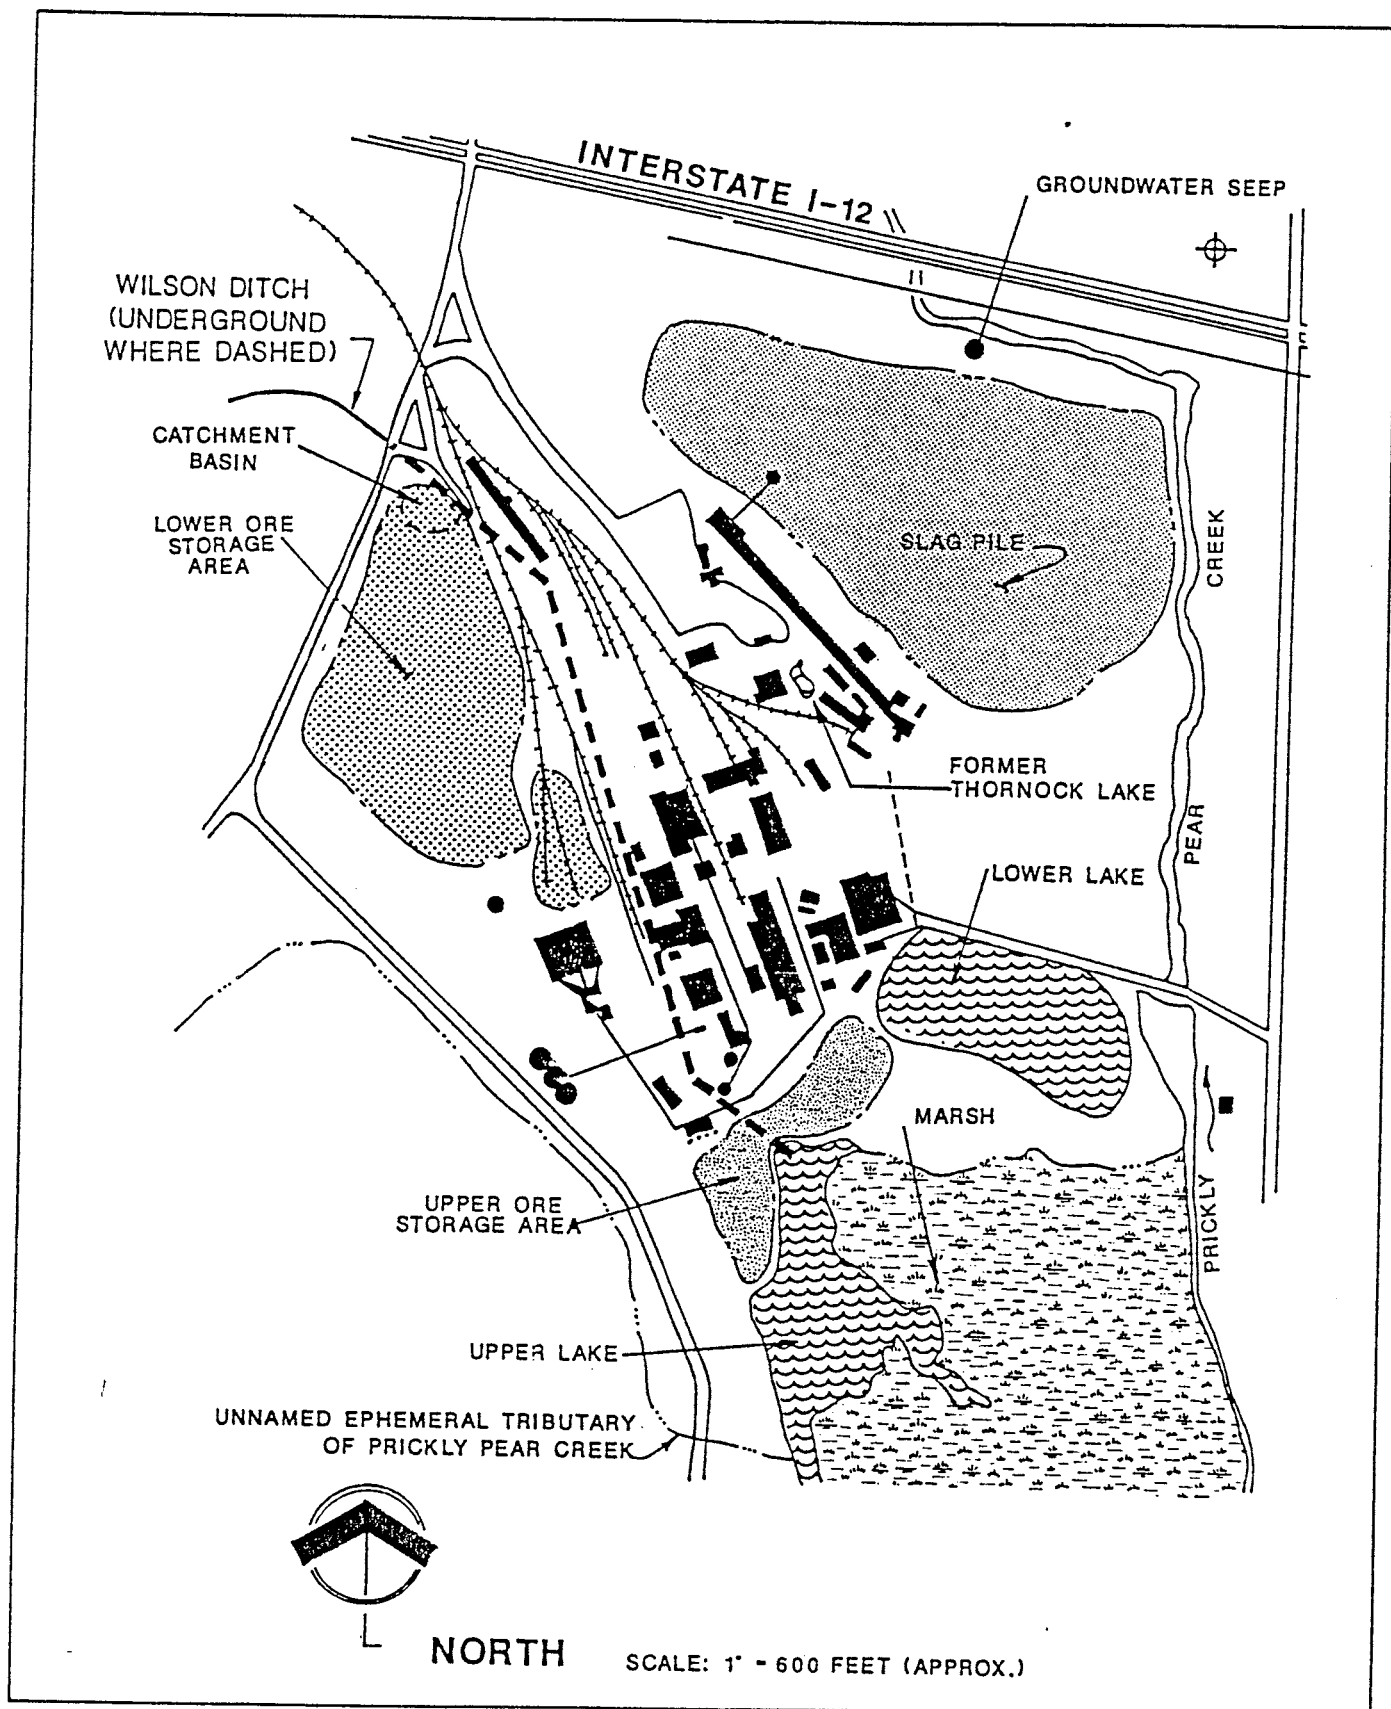 INTERSTATE I-12
GROUNDWATER SEEP
WILSON DITCH
(UNDERGROUND
WHERE DASHED)
CATCHMENT
BASIN
LOWER ORE
STORAGE
AREA
SLAG PILE
CREEK
FORMER
THORNOCK LAKE
PEAR
LOWER LAKE
MARSH
PRICKLY
UPPER ORE
STORAGE AREA
UPPER LAKE
UNNAMED EPHEMERAL TRIBUTARY
OF PRICKLY PEAR CREEK
NORTH
SCALE: 1" = 600 FEET (APPROX.)